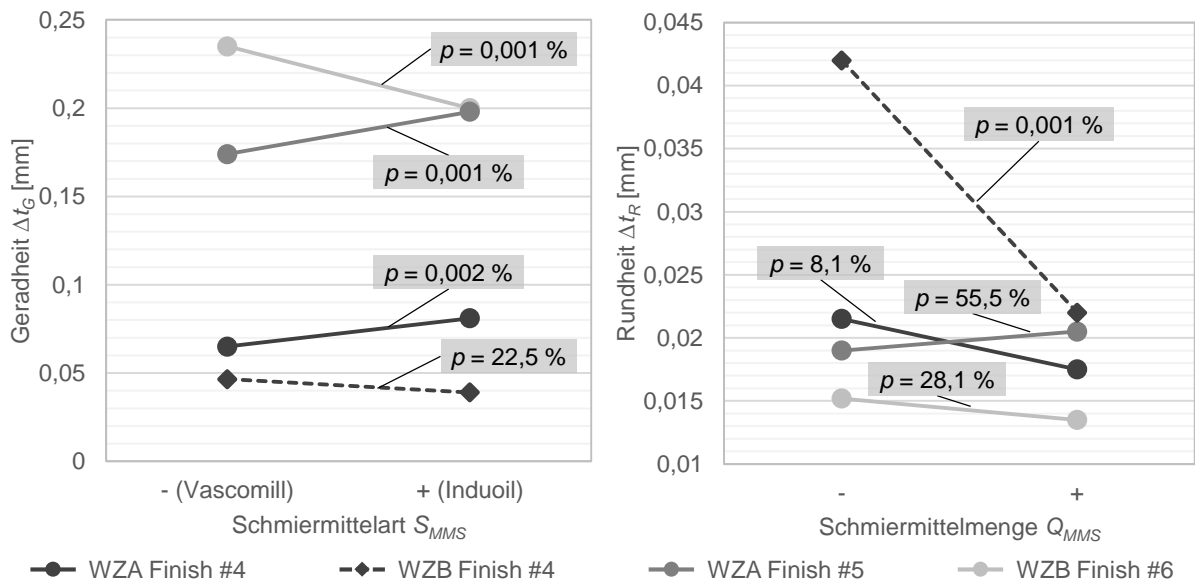 0,25
0,2
0,15
0,1
0,05
0
Geradheit Δt_G [mm]
p = 0,001 %
p = 0,001 %
p = 0,002 %
p = 22,5 %
- (Vascomill)
+ (Induoil)
Schmiermittelart S_MMS
0,045
0,04
0,035
0,03
0,025
0,02
0,015
0,01
Rundheit Δt_R [mm]
p = 0,001 %
p = 8,1 %
p = 55,5 %
p = 28,1 %
-
+
Schmiermittelmenge Q_MMS
WZA Finish #4
WZB Finish #4
WZA Finish #5
WZB Finish #6